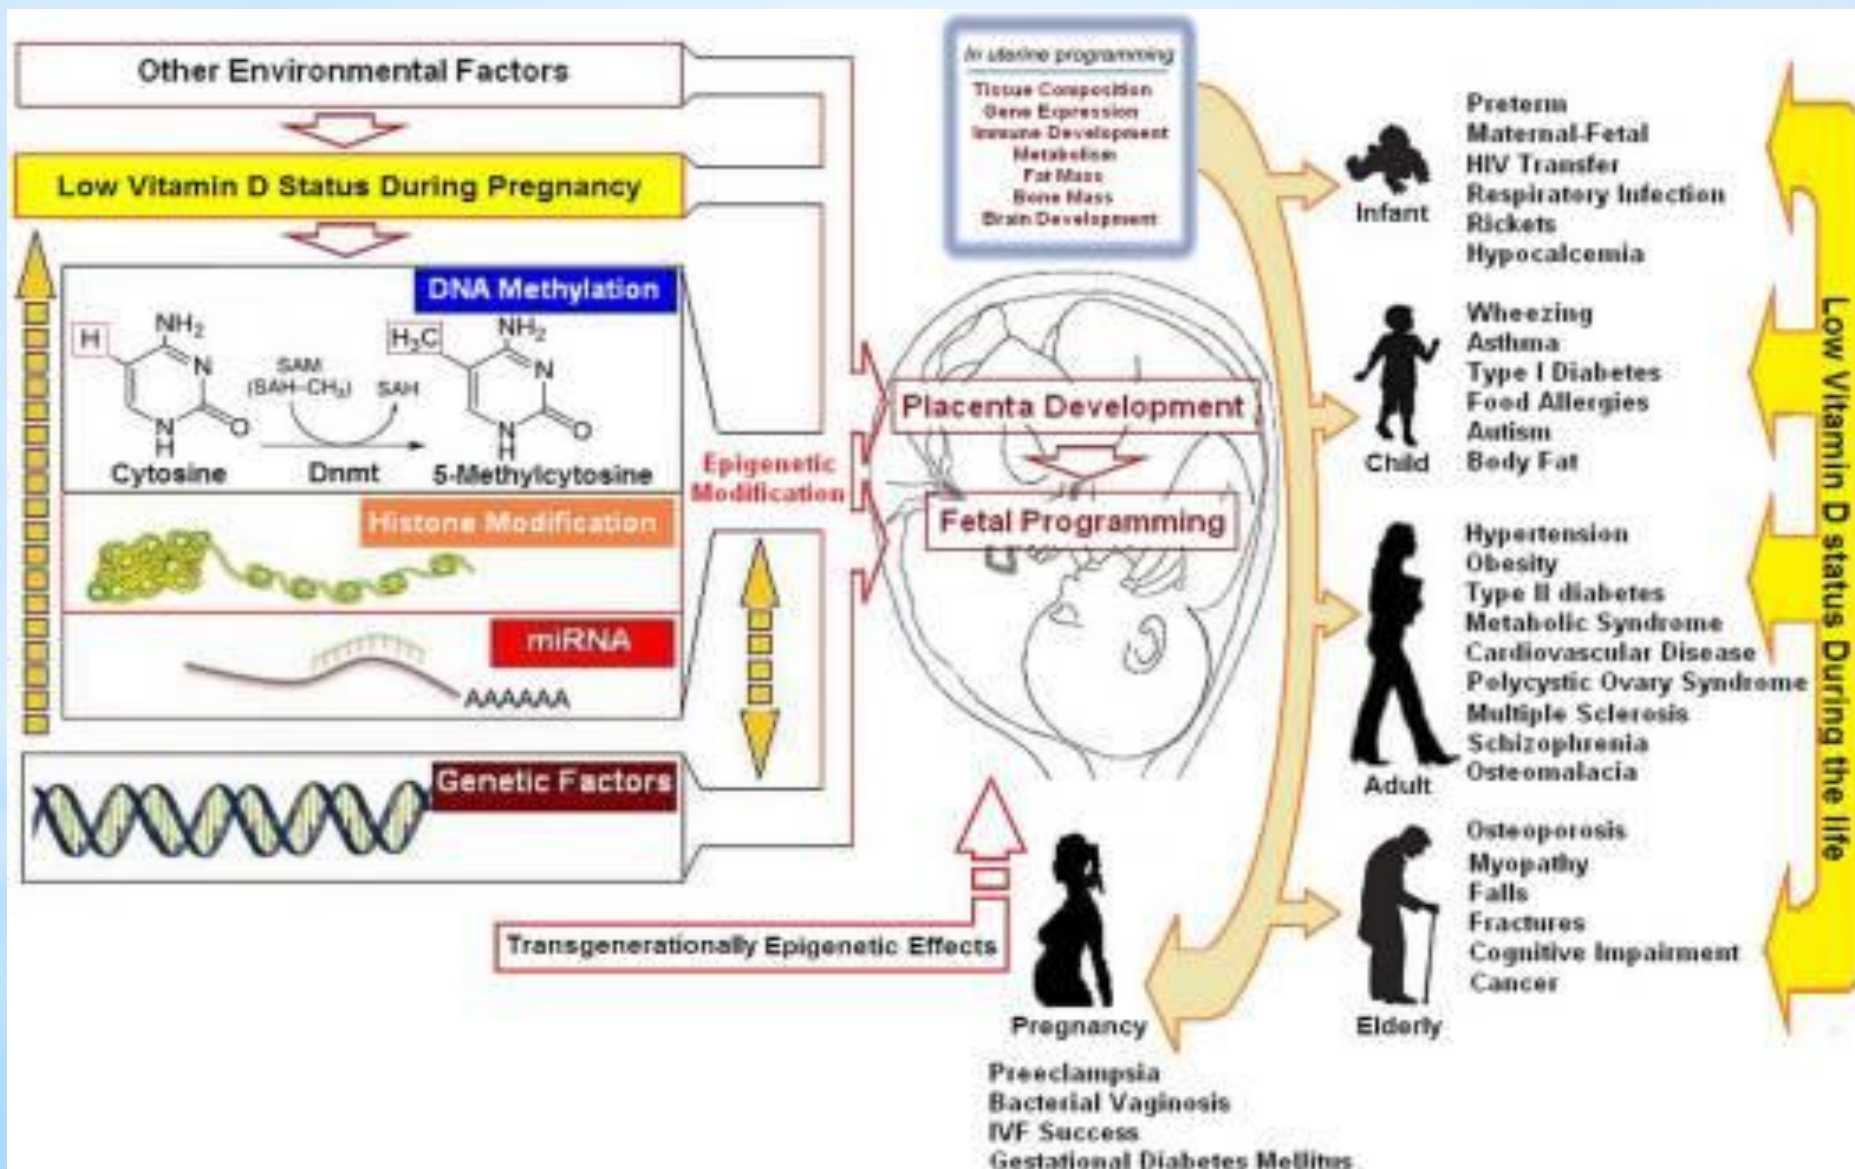 Other Environmental Factors
Low Vitamin D Status During Pregnancy
DNA Methylation
H
NH2
N
O
N
H
Cytosine
SAM
(SAH-CH3)
SAH
Dnmt
H3C
NH2
N
O
N
H
5-Methylcytosine
Histone Modification
miRNA
AAAAAA
Genetic Factors
Epigenetic
Modification
Transgenerationally Epigenetic Effects
In uterine programming
Tissue Composition
Gene Expression
Immune Development
Metabolism
Fat Mass
Bone Mass
Brain Development
Placenta Development
Fetal Programming
Pregnancy
Preeclampsia
Bacterial Vaginosis
IVF Success
Gestational Diabetes Mellitus
Infant
Preterm
Maternal-Fetal
HIV Transfer
Respiratory Infection
Rickets
Hypocalcemia
Child
Wheezing
Asthma
Type I Diabetes
Food Allergies
Autism
Body Fat
Adult
Hypertension
Obesity
Type II diabetes
Metabolic Syndrome
Cardiovascular Disease
Polycystic Ovary Syndrome
Multiple Sclerosis
Schizophrenia
Osteomalacia
Elderly
Osteoporosis
Myopathy
Falls
Fractures
Cognitive Impairment
Cancer
Low Vitamin D status During the life